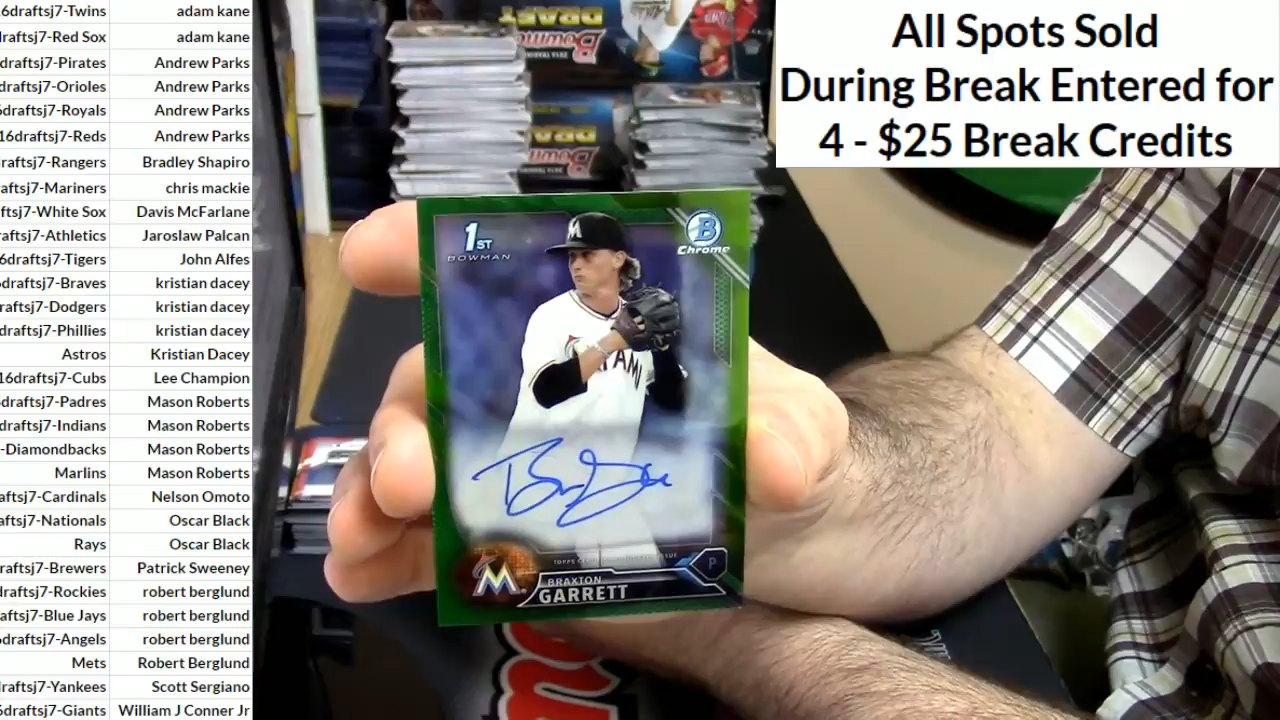 6draftsj7-Twins adam kane
draftsj7-Red Sox adam kane
draftsj7-Pirates Andrew Parks
draftsj7-Orioles Andrew Parks
6draftsj7-Royals Andrew Parks
16draftsj7-Reds Andrew Parks
raftsj7-Rangers Bradley Shapiro
aftsj7-Mariners chris mackie
ftsj7-White Sox Davis McFarlane
raftsj7-Athletics Jaroslaw Palcan
6draftsj7-Tigers John Alfes
draftsj7-Braves kristian dacey
raftsj7-Dodgers kristian dacey
draftsj7-Phillies kristian dacey
Astros Kristian Dacey
16draftsj7-Cubs Lee Champion
draftsj7-Padres Mason Roberts
draftsj7-Indians Mason Roberts
-Diamondbacks Mason Roberts
Marlins Mason Roberts
aftsj7-Cardinals Nelson Omoto
aftsj7-Nationals Oscar Black
Rays Oscar Black
raftsj7-Brewers Patrick Sweeney
draftsj7-Rockies robert berglund
aftsj7-Blue Jays robert berglund
draftsj7-Angels robert berglund
Mets Robert Berglund
raftsj7-Yankees Scott Sergiano
6draftsj7-Giants William J Conner Jr
All Spots Sold
During Break Entered for
4 - $25 Break Credits
Bowman
DRAFT
Bowman
DRAFT
1ST
BOWMAN
B
Chrome
M
P
M
BRAXTON
GARRETT